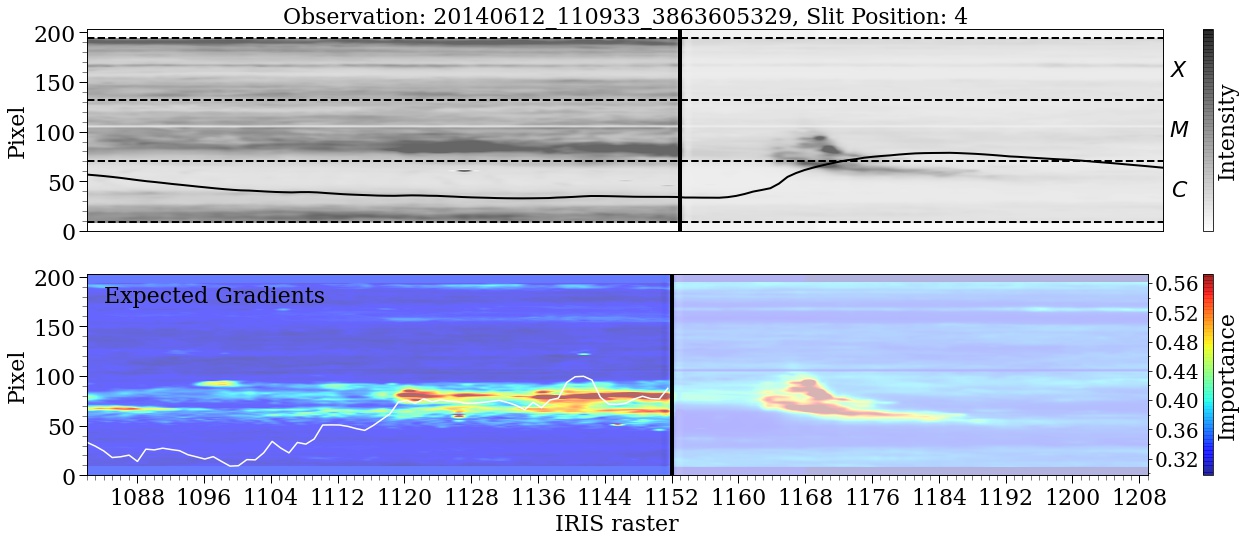 Observation: 20140612_110933_3863605329, Slit Position: 4
200
150
100
50
0
Pixel
X
M
C
Intensity
Expected Gradients
200
150
100
50
0
Pixel
0.56
0.52
0.48
0.44
0.40
0.36
0.32
Importance
1088 1096 1104 1112 1120 1128 1136 1144 1152 1160 1168 1176 1184 1192 1200 1208
IRIS raster